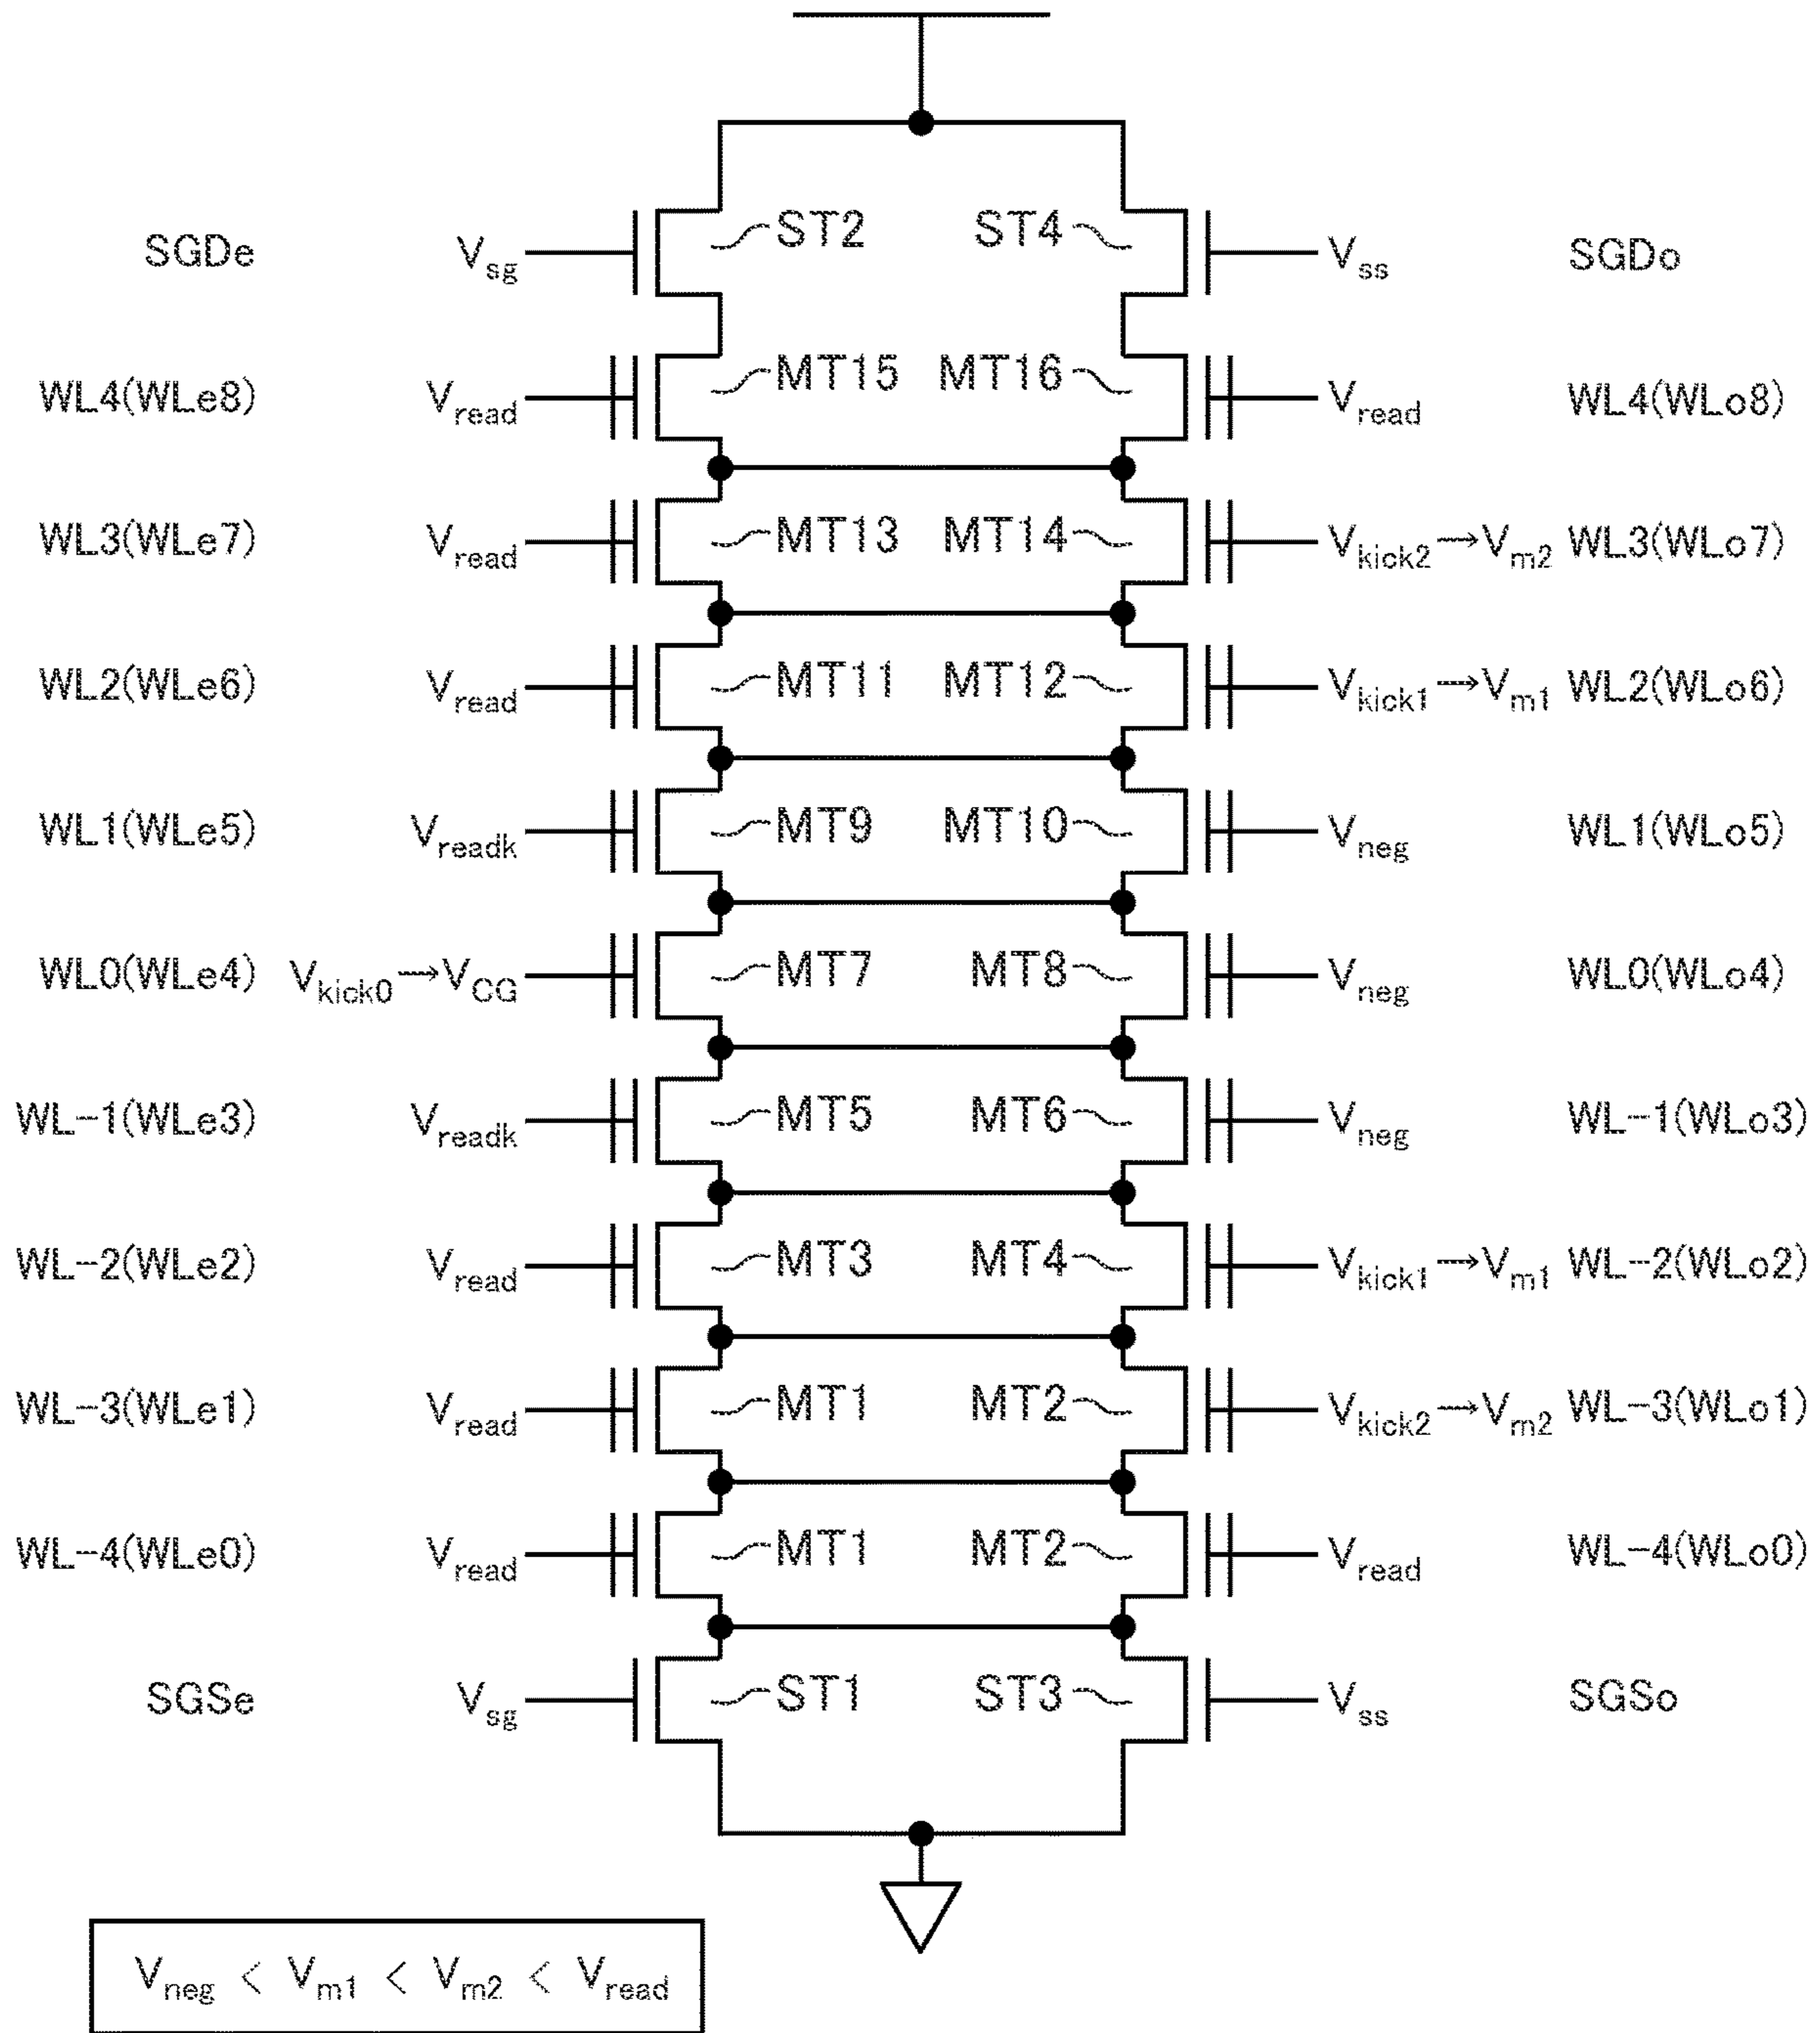 SGDe Vsg ST2 ST4 Vss SGDo
WL4(WLe8) Vread MT15 MT16 Vread WL4(WLo8)
WL3(WLe7) Vread MT13 MT14 Vkick2→Vm2 WL3(WLo7)
WL2(WLe6) Vread MT11 MT12 Vkick1→Vm1 WL2(WLo6)
WL1(WLe5) Vreadk MT9 MT10 Vneg WL1(WLo5)
WL0(WLe4) Vkick0→VCG MT7 MT8 Vneg WL0(WLo4)
WL-1(WLe3) Vreadk MT5 MT6 Vneg WL-1(WLo3)
WL-2(WLe2) Vread MT3 MT4 Vkick1→Vm1 WL-2(WLo2)
WL-3(WLe1) Vread MT1 MT2 Vkick2→Vm2 WL-3(WLo1)
WL-4(WLe0) Vread MT1 MT2 Vread WL-4(WLo0)
SGSe Vsg ST1 ST3 Vss SGSo
Vneg < Vm1 < Vm2 < Vread